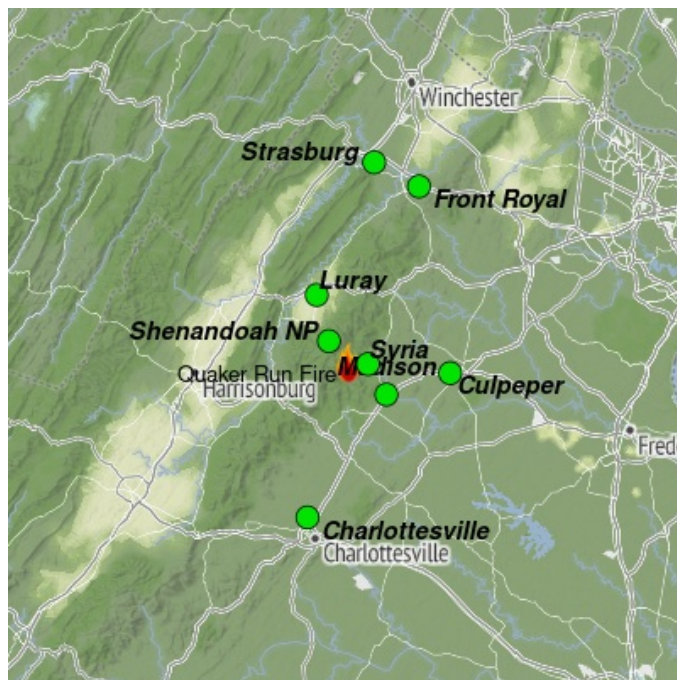 Winchester
Strasburg
Front Royal
Luray
Shenandoah NP
Syria
Madison
Quaker Run Fire
Culpeper
Harrisonburg
Fred
Charlottesville
Charlottesville